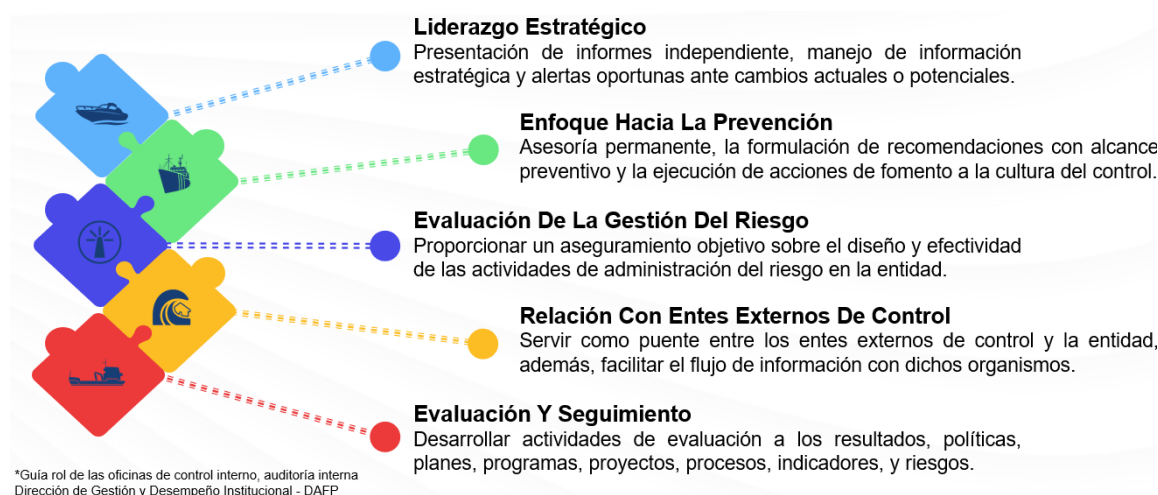 Liderazgo Estratégico
Presentación de informes independiente, manejo de información
estratégica y alertas oportunas ante cambios actuales o potenciales.
Enfoque Hacia La Prevención
Asesoría permanente, la formulación de recomendaciones con alcance
preventivo y la ejecución de acciones de fomento a la cultura del control.
Evaluación De La Gestión Del Riesgo
Proporcionar un aseguramiento objetivo sobre el diseño y efectividad
de las actividades de administración del riesgo en la entidad.
Relación Con Entes Externos De Control
Servir como puente entre los entes externos de control y la entidad,
además, facilitar el flujo de información con dichos organismos.
Evaluación Y Seguimiento
Desarrollar actividades de evaluación a los resultados, políticas,
planes, programas, proyectos, procesos, indicadores, y riesgos.
*Guía rol de las oficinas de control interno, auditoría interna
Dirección de Gestión y Desempeño Institucional - DAFP